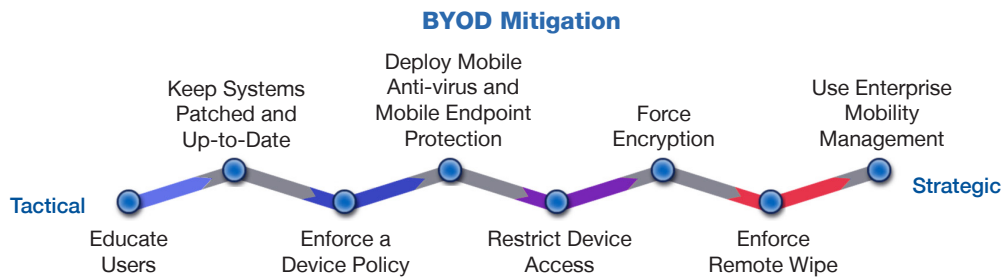 BYOD Mitigation
Keep Systems
Patched and
Up-to-Date
Deploy Mobile
Anti-virus and
Mobile Endpoint
Protection
Force
Encryption
Use Enterprise
Mobility
Management
Tactical
Strategic
Educate
Users
Enforce a
Device Policy
Restrict Device
Access
Enforce
Remote Wipe